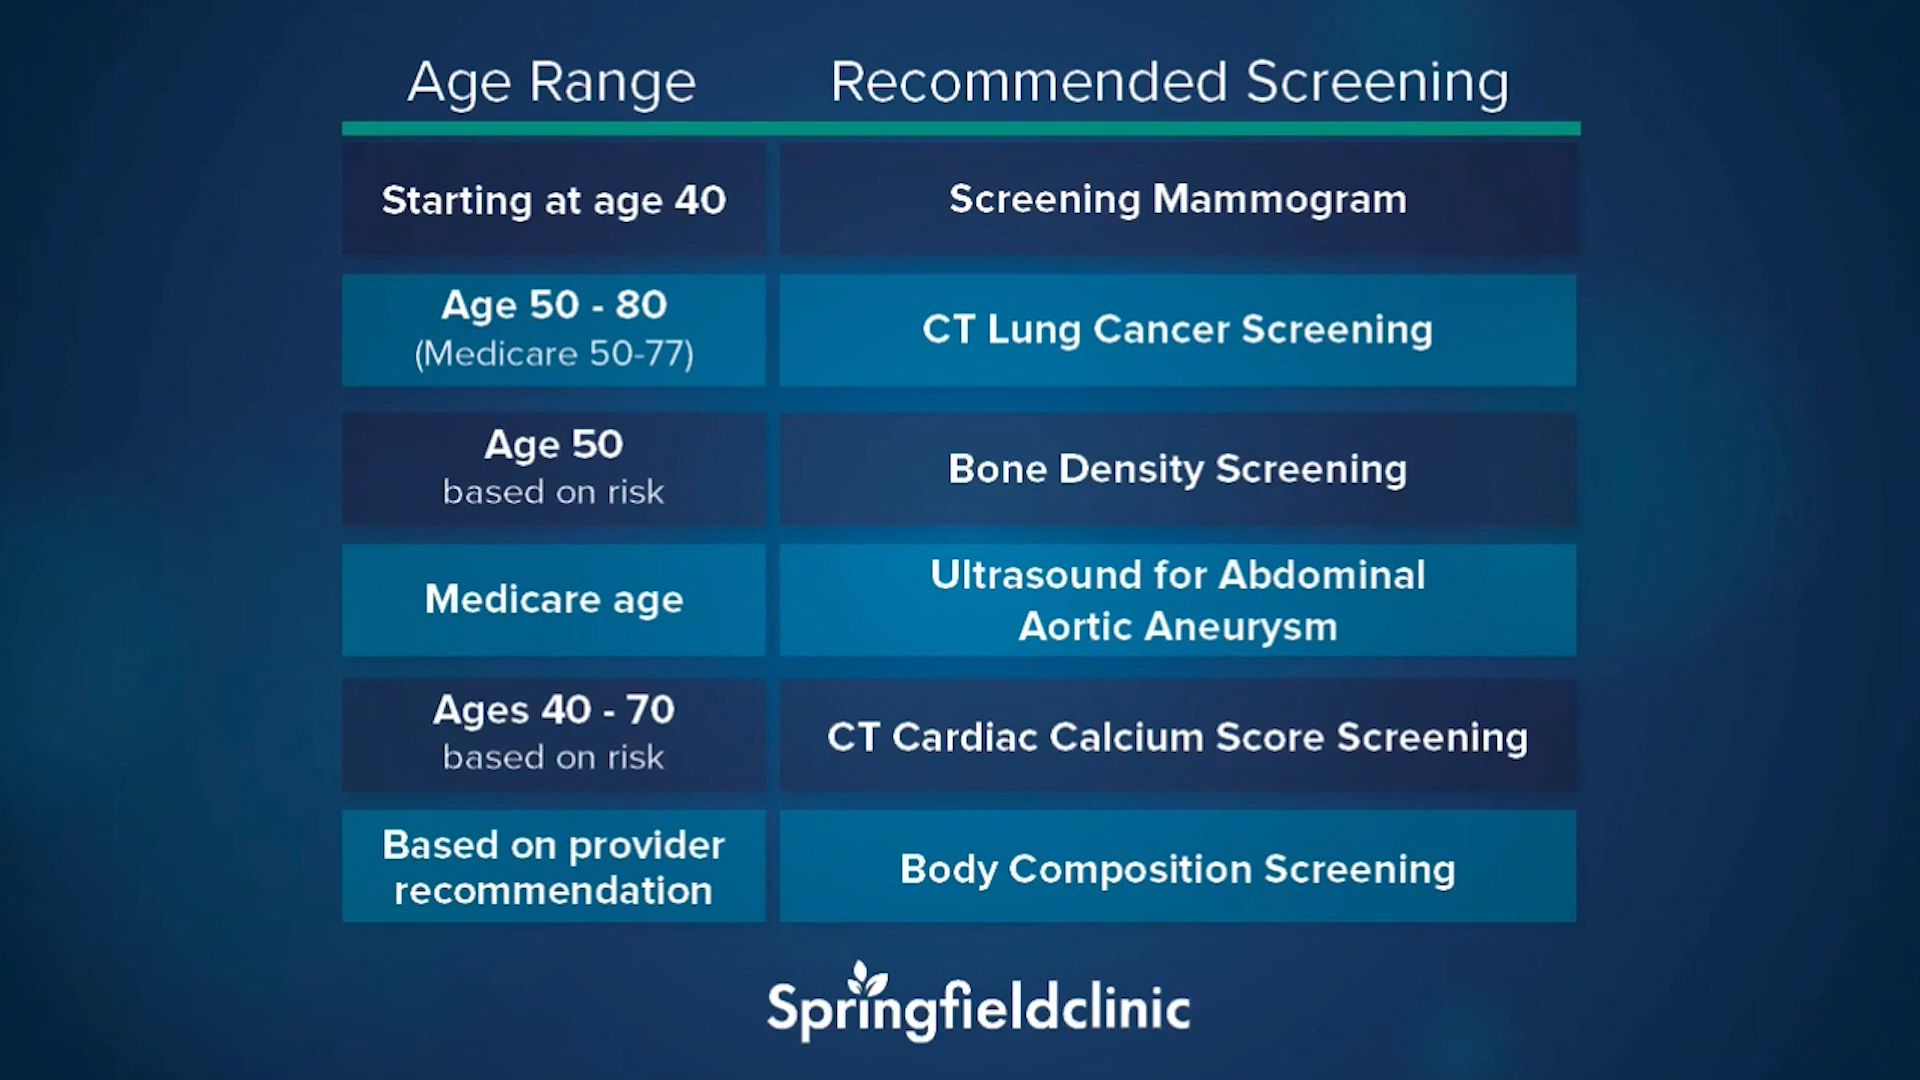 Age Range
Recommended Screening
Starting at age 40
Screening Mammogram
Age 50 - 80
(Medicare 50-77)
CT Lung Cancer Screening
Age 50
based on risk
Bone Density Screening
Medicare age
Ultrasound for Abdominal
Aortic Aneurysm
Ages 40 - 70
based on risk
CT Cardiac Calcium Score Screening
Based on provider
recommendation
Body Composition Screening
Springfieldclinic